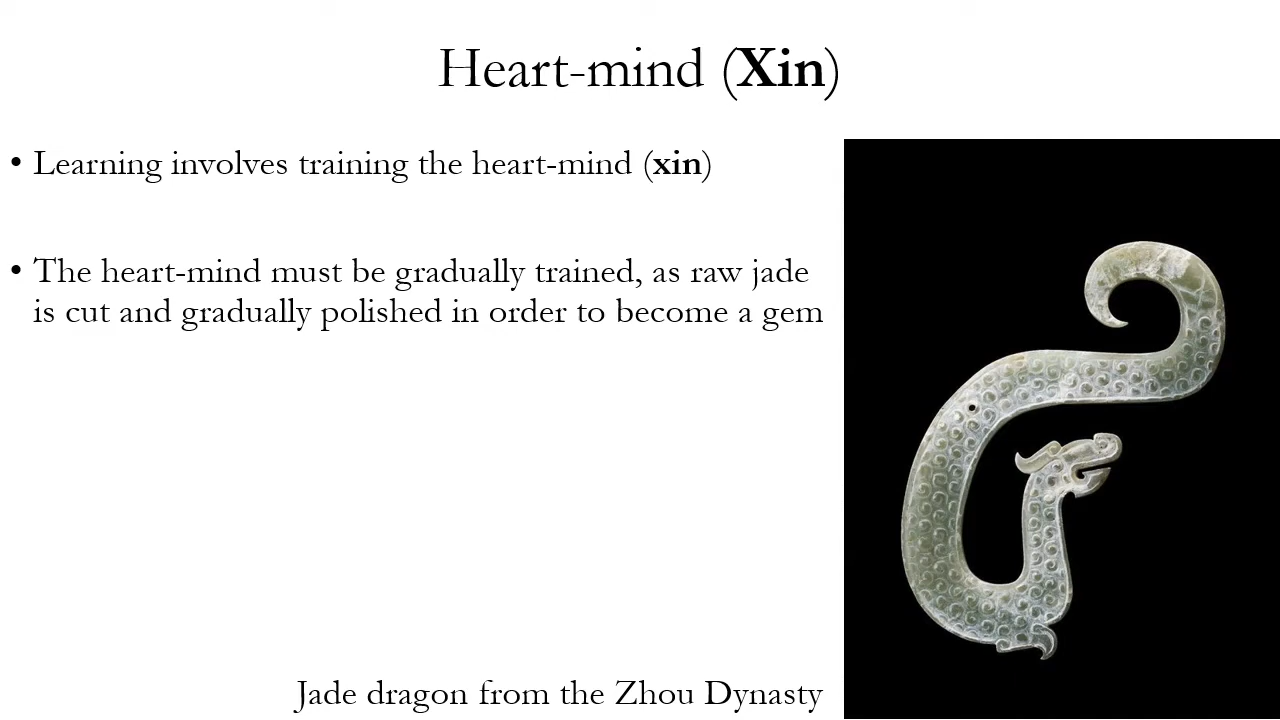 Heart-mind (Xin)
• Learning involves training the heart-mind (xin)
• The heart-mind must be gradually trained, as raw jade
is cut and gradually polished in order to become a gem
Jade dragon from the Zhou Dynasty